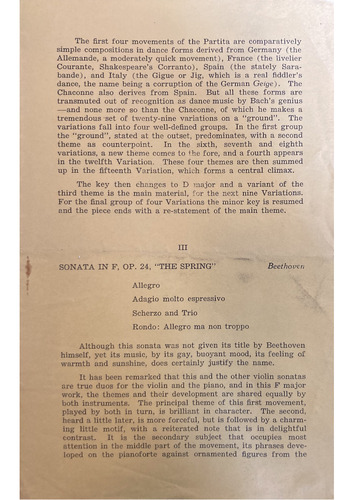 The first four movements of the Partita are comparatively
simple compositions in dance forms derived from Germany (the
Allemande, a moderately quick movement), France (the livelier
Courante, Shakespeare's Corranto), Spain (the stately Sara-
bande), and Italy (the Gigue or Jig, which is a real fiddler's
dance, the name being a corruption of the German Geige). The
Chaconne also derives from Spain. But all these forms are
transmuted out of recognition as dance music by Bach's genius
—and none more so than the Chaconne, of which he makes a
tremendous set of twenty-nine variations on a "ground". The
variations fall into four well-defined groups. In the first group
the "ground", stated at the outset, predominates, with a second
theme as counterpoint. In the sixth, seventh and eighth
variations, a new theme comes to the fore, and a fourth appears
in the twelfth Variation. These four themes are then summed
up in the fifteenth Variation, which forms a central climax.
The key then changes to D major and a variant of the
third theme is the main material, for the next nine Variations.
For the final group of four Variations the minor key is resumed
and the piece ends with a re-statement of the main theme.
III
SONATA IN F, OP. 24, "THE SPRING" Beethoven
Allegro
Adagio molto espressivo
Scherzo and Trio
Rondo: Allegro ma non troppo
Although this sonata was not given its title by Beethoven
himself, yet its music, by its gay, buoyant mood, its feeling of
warmth and sunshine, does certainly justify the name.
It has been remarked that this and the other violin sonatas
are true duos for the violin and the piano, and in this F major
work, the themes and their development are shared equally by
both instruments. The principal theme of this first movement,
played by both in turn, is brilliant in character. The second,
heard a little later, is more forceful, but is followed by a charm-
ing little motif, with a reiterated note that is in delightful
contrast. It is the secondary subject that occupies most
attention in the middle part of the movement, its phrases deve-
loped on the pianoforte against ornamented figures from the